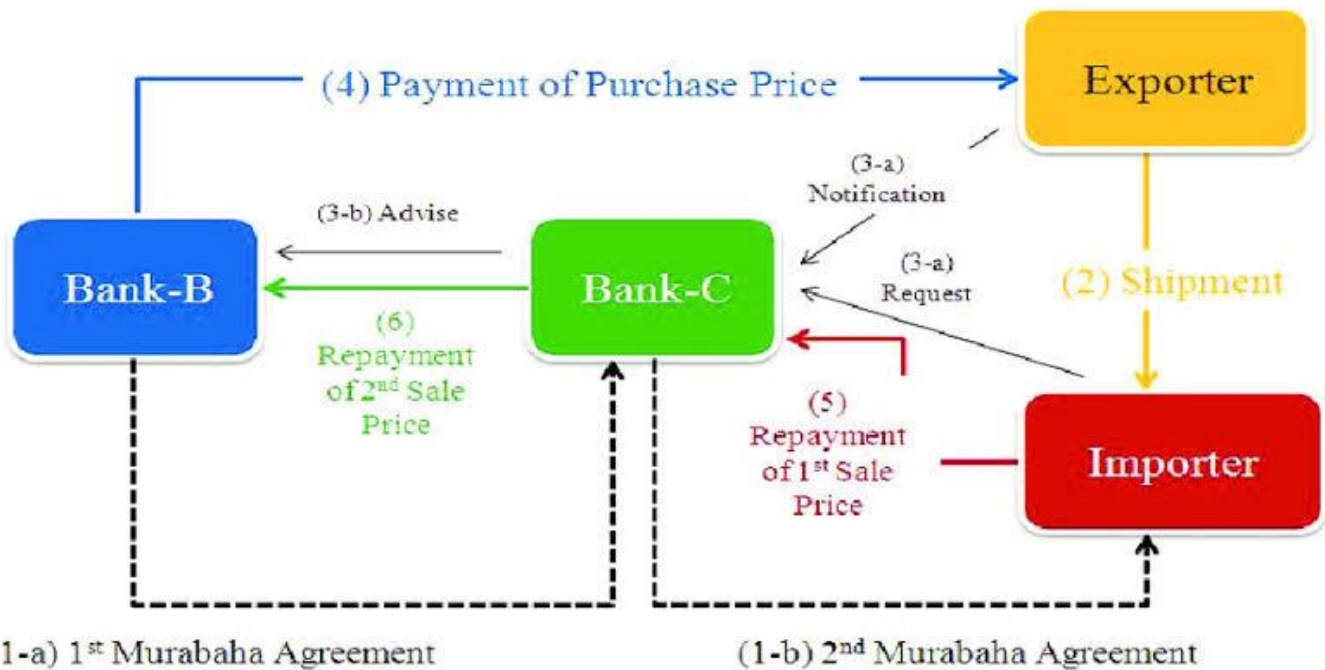 (4) Payment of Purchase Price
Exporter
(3-a)
Notification
(3-b) Advise
Bank-B
Bank-C
(3-a)
Request
(2) Shipment
(6)
Repayment
of 2nd Sale
Price
(5)
Repayment
of 1st Sale
Price
Importer
1-a) 1st Murabaha Agreement
(1-b) 2nd Murabaha Agreement